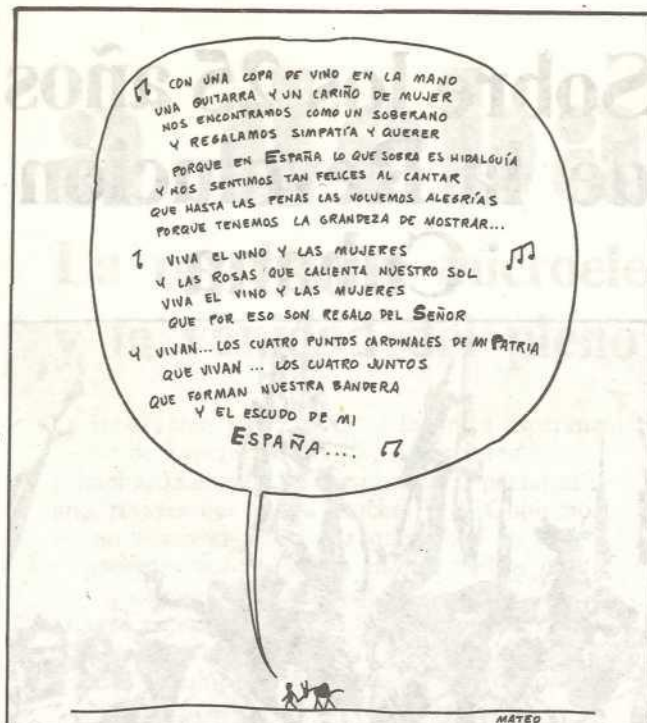 CON UNA COPA DE VINO EN LA MANO
UNA GUITARRA Y UN CARIÑO DE MUJER
NOS ENCONTRAMOS COMO UN SOBERANO
Y REGALAMOS SIMPATÍA Y QUERER
PORQUE EN ESPAÑA LO QUE SOBRA ES HIDALGUÍA
Y NOS SENTIMOS TAN FELICES AL CANTAR
QUE HASTA LAS PENAS LAS VOLVEMOS ALEGRÍAS
PORQUE TENEMOS LA GRANDEZA DE MOSTRAR...
VIVA EL VINO Y LAS MUJERES
Y LAS ROSAS QUE CALIENTA NUESTRO SOL
VIVA EL VINO Y LAS MUJERES
QUE POR ESO SON REGALO DEL SEÑOR
Y VIVAN... LOS CUATRO PUNTOS CARDINALES DE MI PATRIA
QUE VIVAN ... LOS CUATRO JUNTOS
QUE FORMAN NUESTRA BANDERA
Y EL ESCUDO DE MI
ESPAÑA....
MATEO